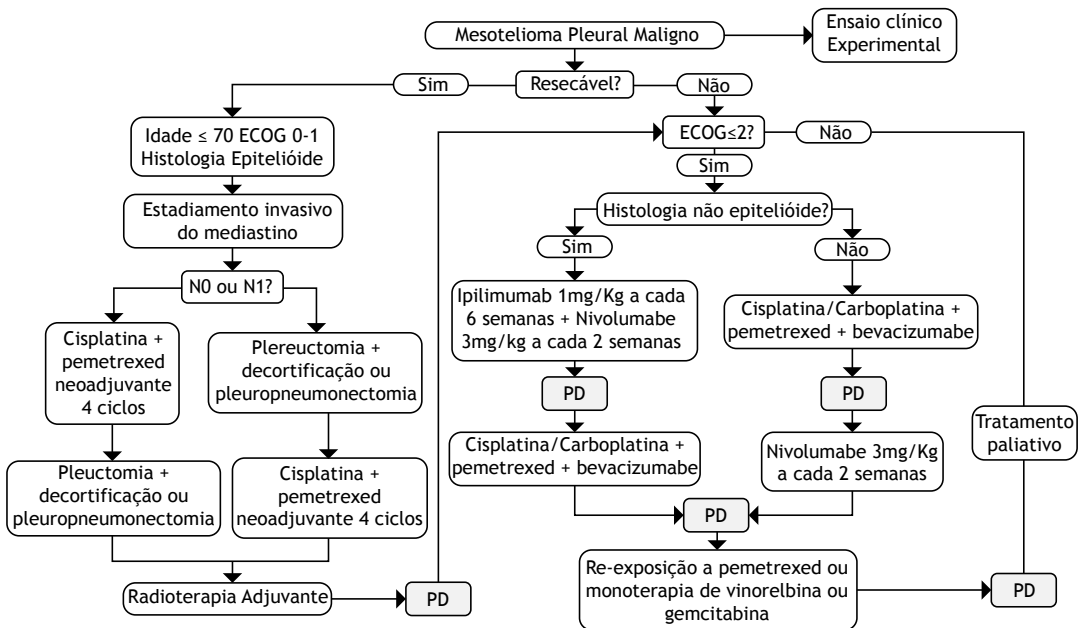 Mesotelioma Pleural Maligno
Ensaio clínico
Experimental
Sim
Resecável?
Não
Idade ≤ 70 ECOG 0-1
Histologia Epitelióide
ECOG≤2?
Não
Sim
Estadiamento invasivo
do mediastino
Histologia não epitelióide?
Sim
Não
N0 ou N1?
Ipilimumab 1mg/Kg a cada
6 semanas + Nivolumabe
3mg/kg a cada 2 semanas
Cisplatina/Carboplatina +
pemetrexed + bevacizumabe
Cisplatina +
pemetrexed
neoadjuvante
4 ciclos
Plereuctomia +
decortificação ou
pleuropneumonectomia
PD
PD
Tratamento
paliativo
Cisplatina/Carboplatina +
pemetrexed + bevacizumabe
Nivolumabe 3mg/Kg
a cada 2 semanas
Pleuctomia +
decortificação ou
pleuropneumonectomia
Cisplatina +
pemetrexed
neoadjuvante 4 ciclos
PD
Re-exposição a pemetrexed ou
monoterapia de vinorelbina ou
gemcitabina
PD
Radioterapia Adjuvante
PD